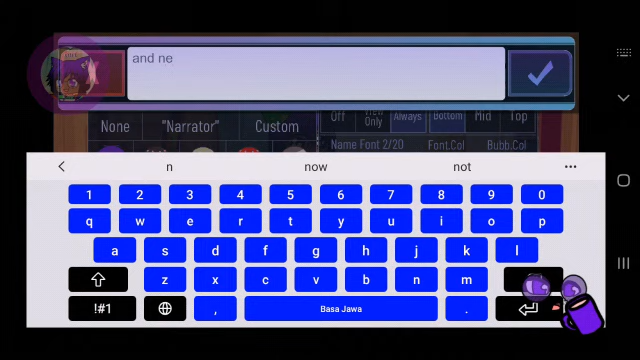 and ne
Off View Only Always Bottom Mid Top
None "Narrator" Custom
Name Font 2/20 Font.Col Bubb.Col
n now not
1 2 3 4 5 6 7 8 9 0
q w e r t y u i o p
a s d f g h j k l
z x c v b n m
!#1 , Basa Jawa .